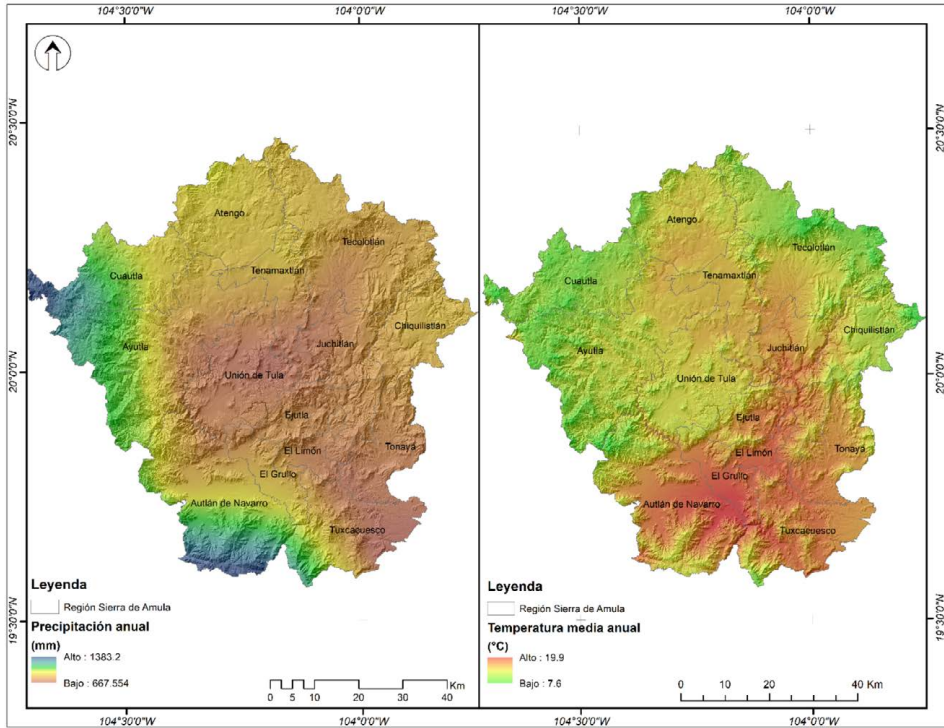 104°30'0"W
104°0'0"W
104°30'0"W
104°0'0"W
20°30'0"N
20°0'0"N
19°30'0"N
Atengo
Tecolotlán
Cuautla
Tenamaxtlán
Chiquilistlán
Ayutla
Juchitlán
Unión de Tula
Ejutla
El Limón
Tonaya
El Grullo
Autlán de Navarro
Tuxcacuesco
Leyenda
Región Sierra de Amula
Precipitación anual
(mm)
Alto : 1383.2
Bajo : 667.554
0 5 10 20 30 40 Km
104°30'0"W
104°0'0"W
Atengo
Tecolotlán
Tenamaxtlán
Cuautla
Chiquilistlán
Juchitlán
Ayutla
Unión de Tula
Ejutla
El Limón
Tonaya
El Grullo
Autlán de Navarro
Tuxcacuesco
Leyenda
Región Sierra de Amula
Temperatura media anual
(°C)
Alto : 19.9
Bajo : 7.6
0 10 20 40 Km
20°30'0"N
20°0'0"N
19°30'0"N
104°30'0"W
104°0'0"W